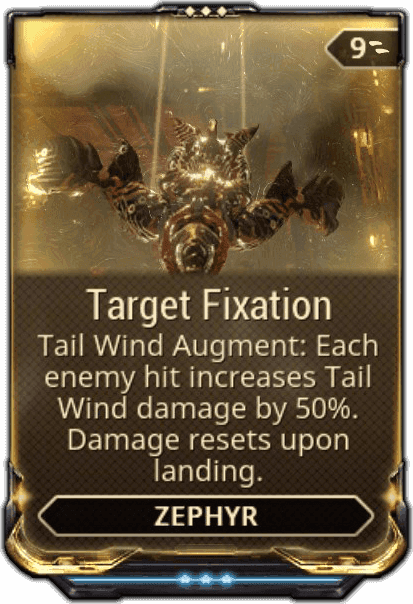 9
Target Fixation
Tail Wind Augment: Each
enemy hit increases Tail
Wind damage by 50%.
Damage resets upon
landing.
ZEPHYR